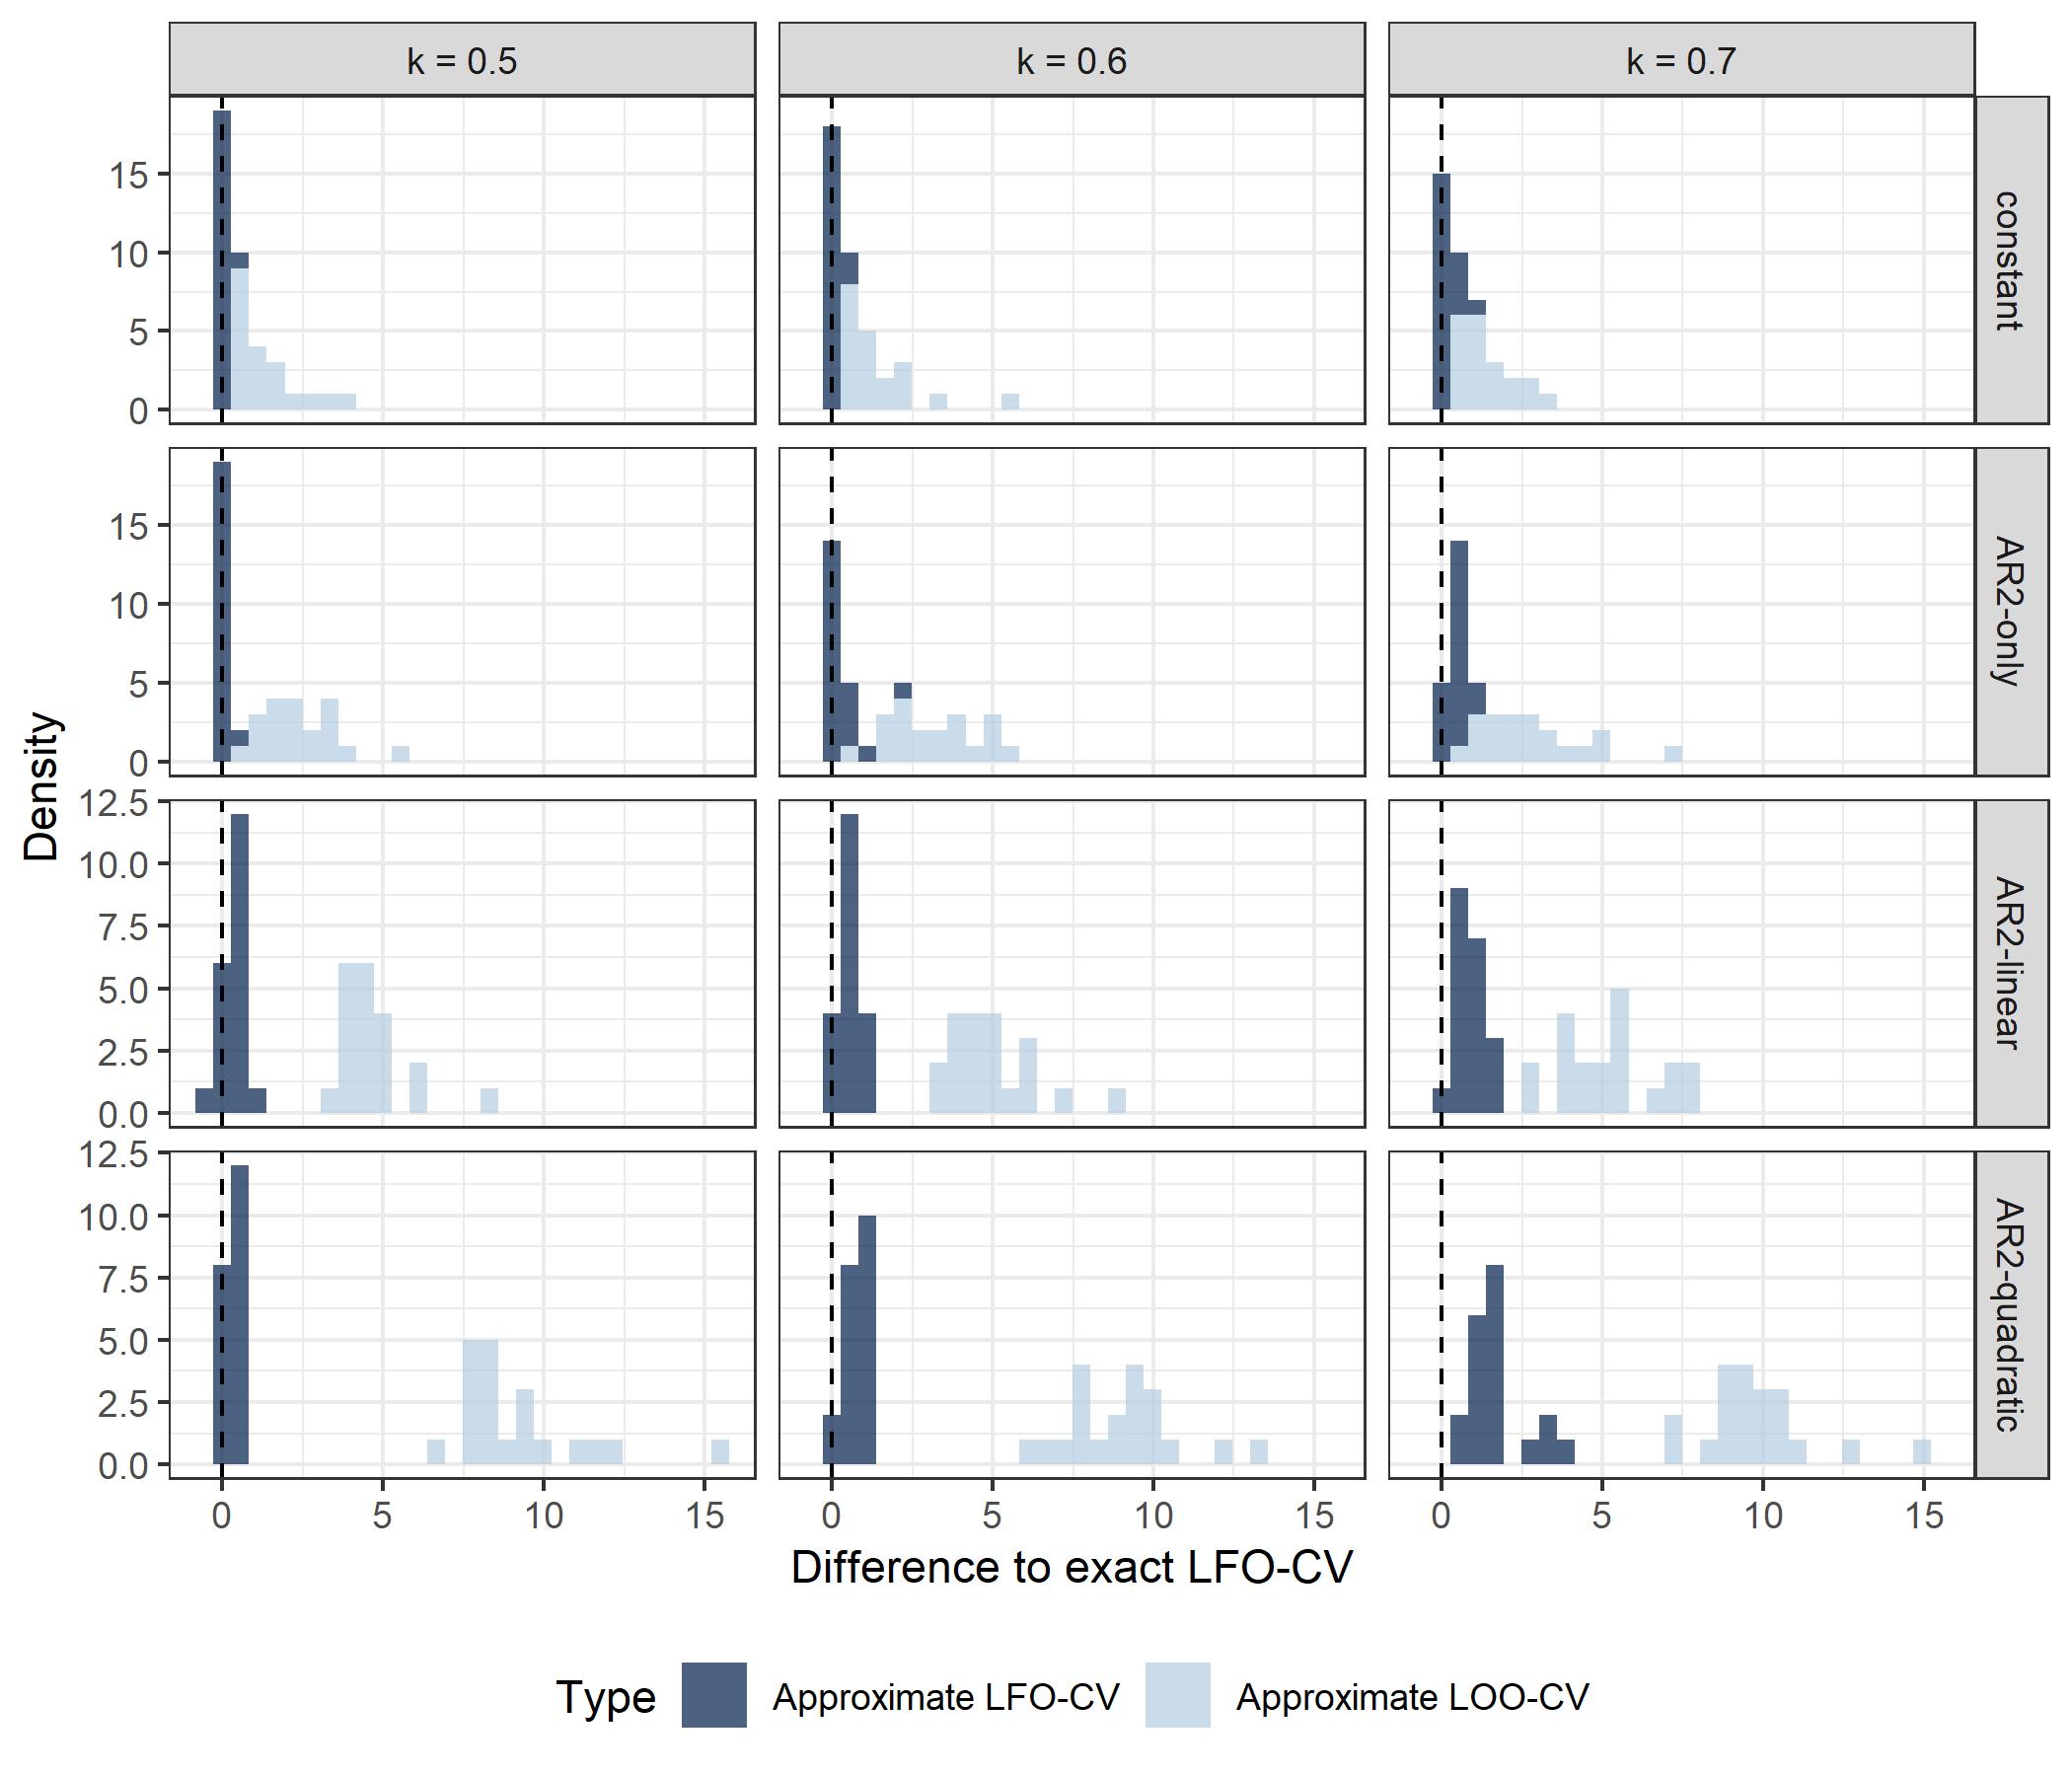 k = 0.5
k = 0.6
k = 0.7
15
10
5
0
constant
15
10
5
0
AR2-only
Density
12.5
10.0
7.5
5.0
2.5
0.0
AR2-linear
12.5
10.0
7.5
5.0
2.5
0.0
AR2-quadratic
0 5 10 15
0 5 10 15
0 5 10 15
Difference to exact LFO-CV
Type Approximate LFO-CV Approximate LOO-CV